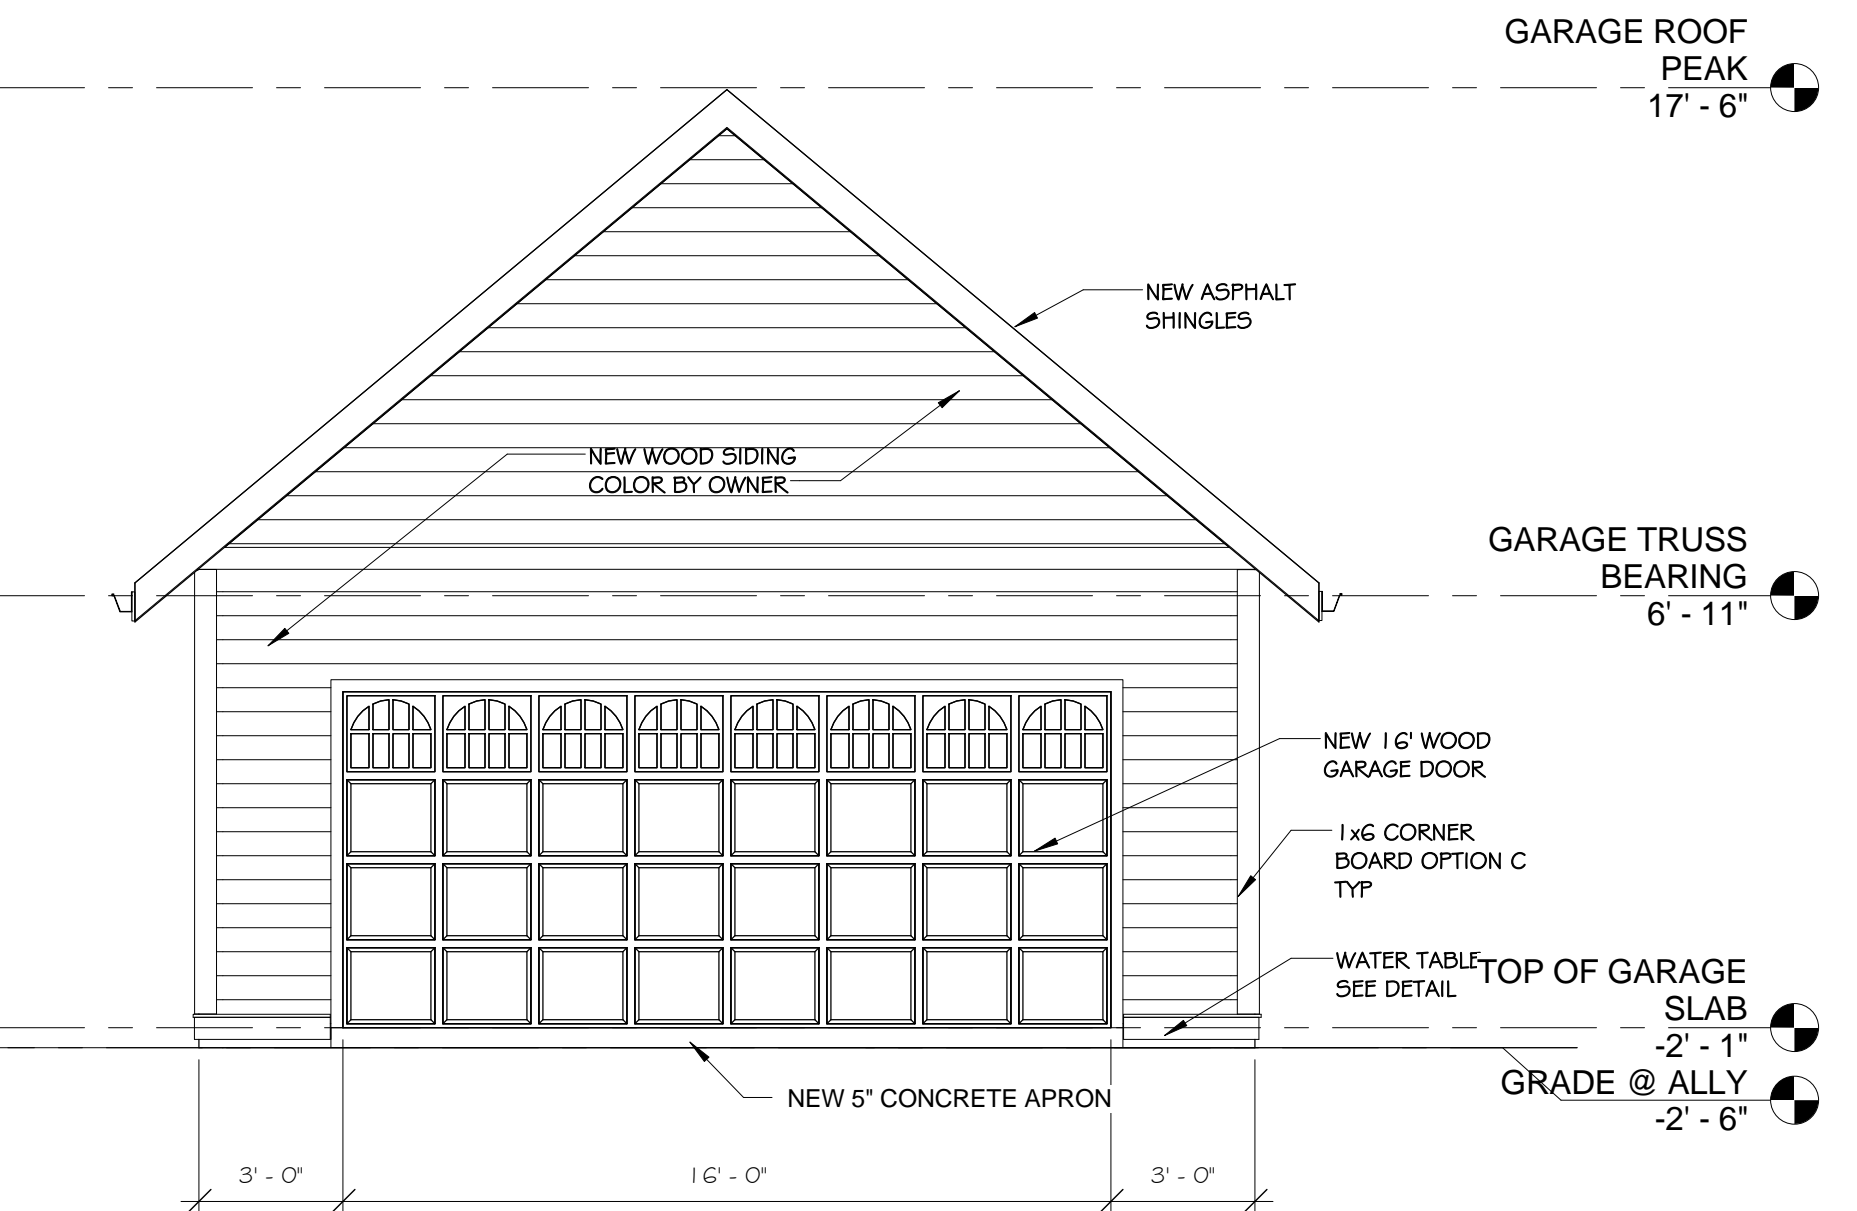 GARAGE ROOF
PEAK
17' - 6"
NEW ASPHALT
SHINGLES
NEW WOOD SIDING
COLOR BY OWNER
GARAGE TRUSS
BEARING
6' - 11"
NEW 16' WOOD
GARAGE DOOR
1x6 CORNER
BOARD OPTION C
TYP
WATER TABLE
SEE DETAIL
TOP OF GARAGE
SLAB
-2' - 1"
GRADE @ ALLY
-2' - 6"
NEW 5" CONCRETE APRON
3' - 0"
16' - 0"
3' - 0"